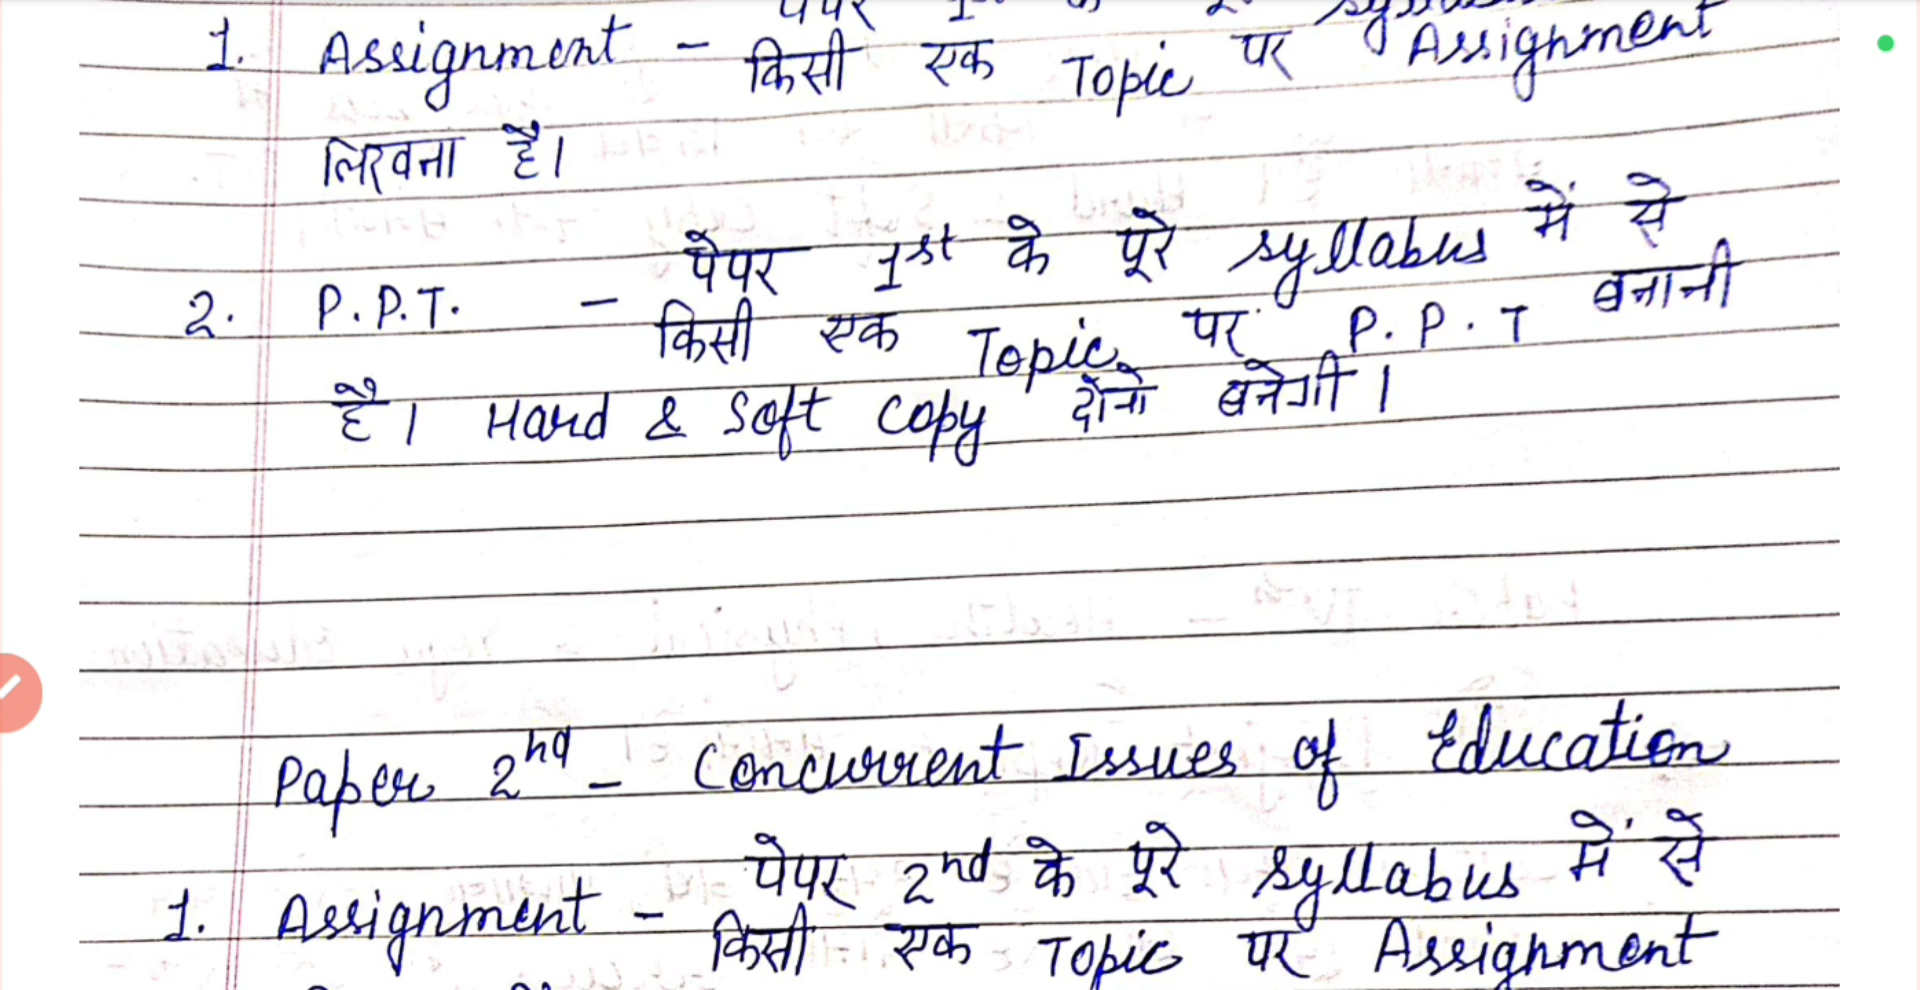 1. Assignment - किसी एक Topic पर Assignment
लिखना है।
पेपर 1st के पूरे syllabus में से
2. P.P.T. - किसी एक Topic पर P.P.T बनानी
है। Hard & Soft Copy दोनो बनेगी।
Paper 2nd - Concurrent Issues of Education
पेपर 2nd के पूरे syllabus में से
1. Assignment - किसी एक Topic पर Assignment